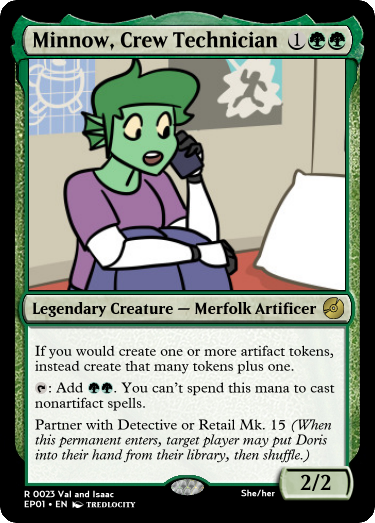 Minnow, Crew Technician 1
Legendary Creature — Merfolk Artificer
If you would create one or more artifact tokens,
instead create that many tokens plus one.
: Add . You can't spend this mana to cast
nonartifact spells.
Partner with Detective or Retail Mk. 15 (When
this permanent enters, target player may put Doris
into their hand from their library, then shuffle.)
2/2
R 0023 Val and Isaac
She/her
EP01 • EN TREDLOCITY